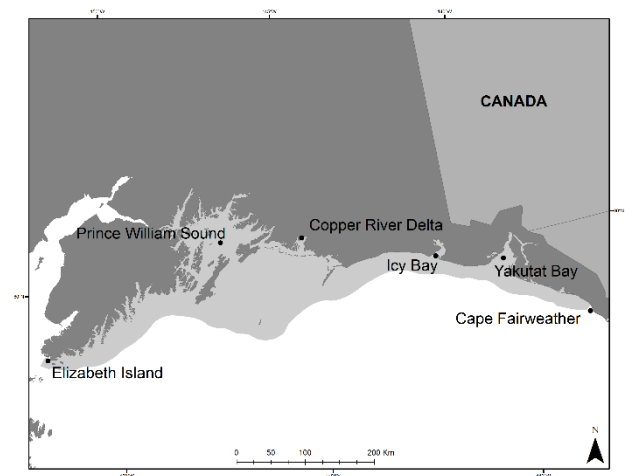 CANADA
Prince William Sound
Copper River Delta
Icy Bay
Yakutat Bay
Cape Fairweather
Elizabeth Island
N
0 50 100 200 Km